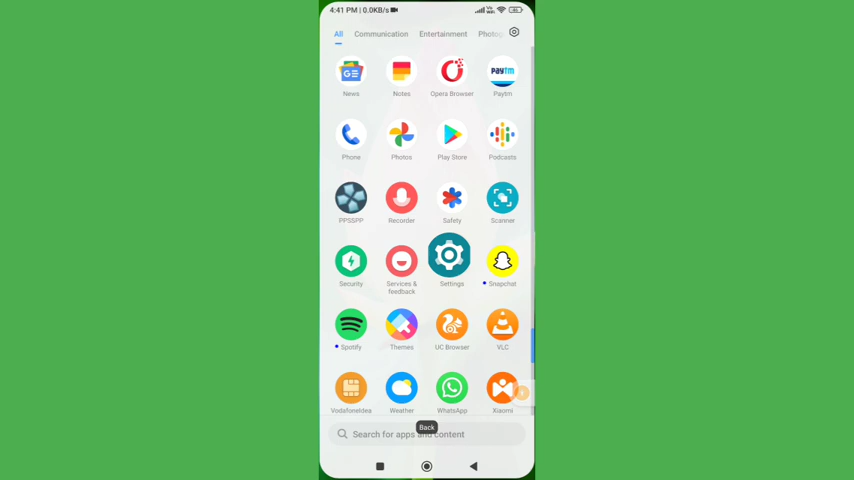 4:41 PM | 0.0KB/s
All Communication Entertainment Photog
News Notes Opera Browser Paytm
Phone Photos Play Store Podcasts
PPSSPP Recorder Safety Scanner
Security Services & feedback Settings Snapchat
Spotify Themes UC Browser VLC
VodafoneIdea Weather WhatsApp Xiaomi
Back
Search for apps and content